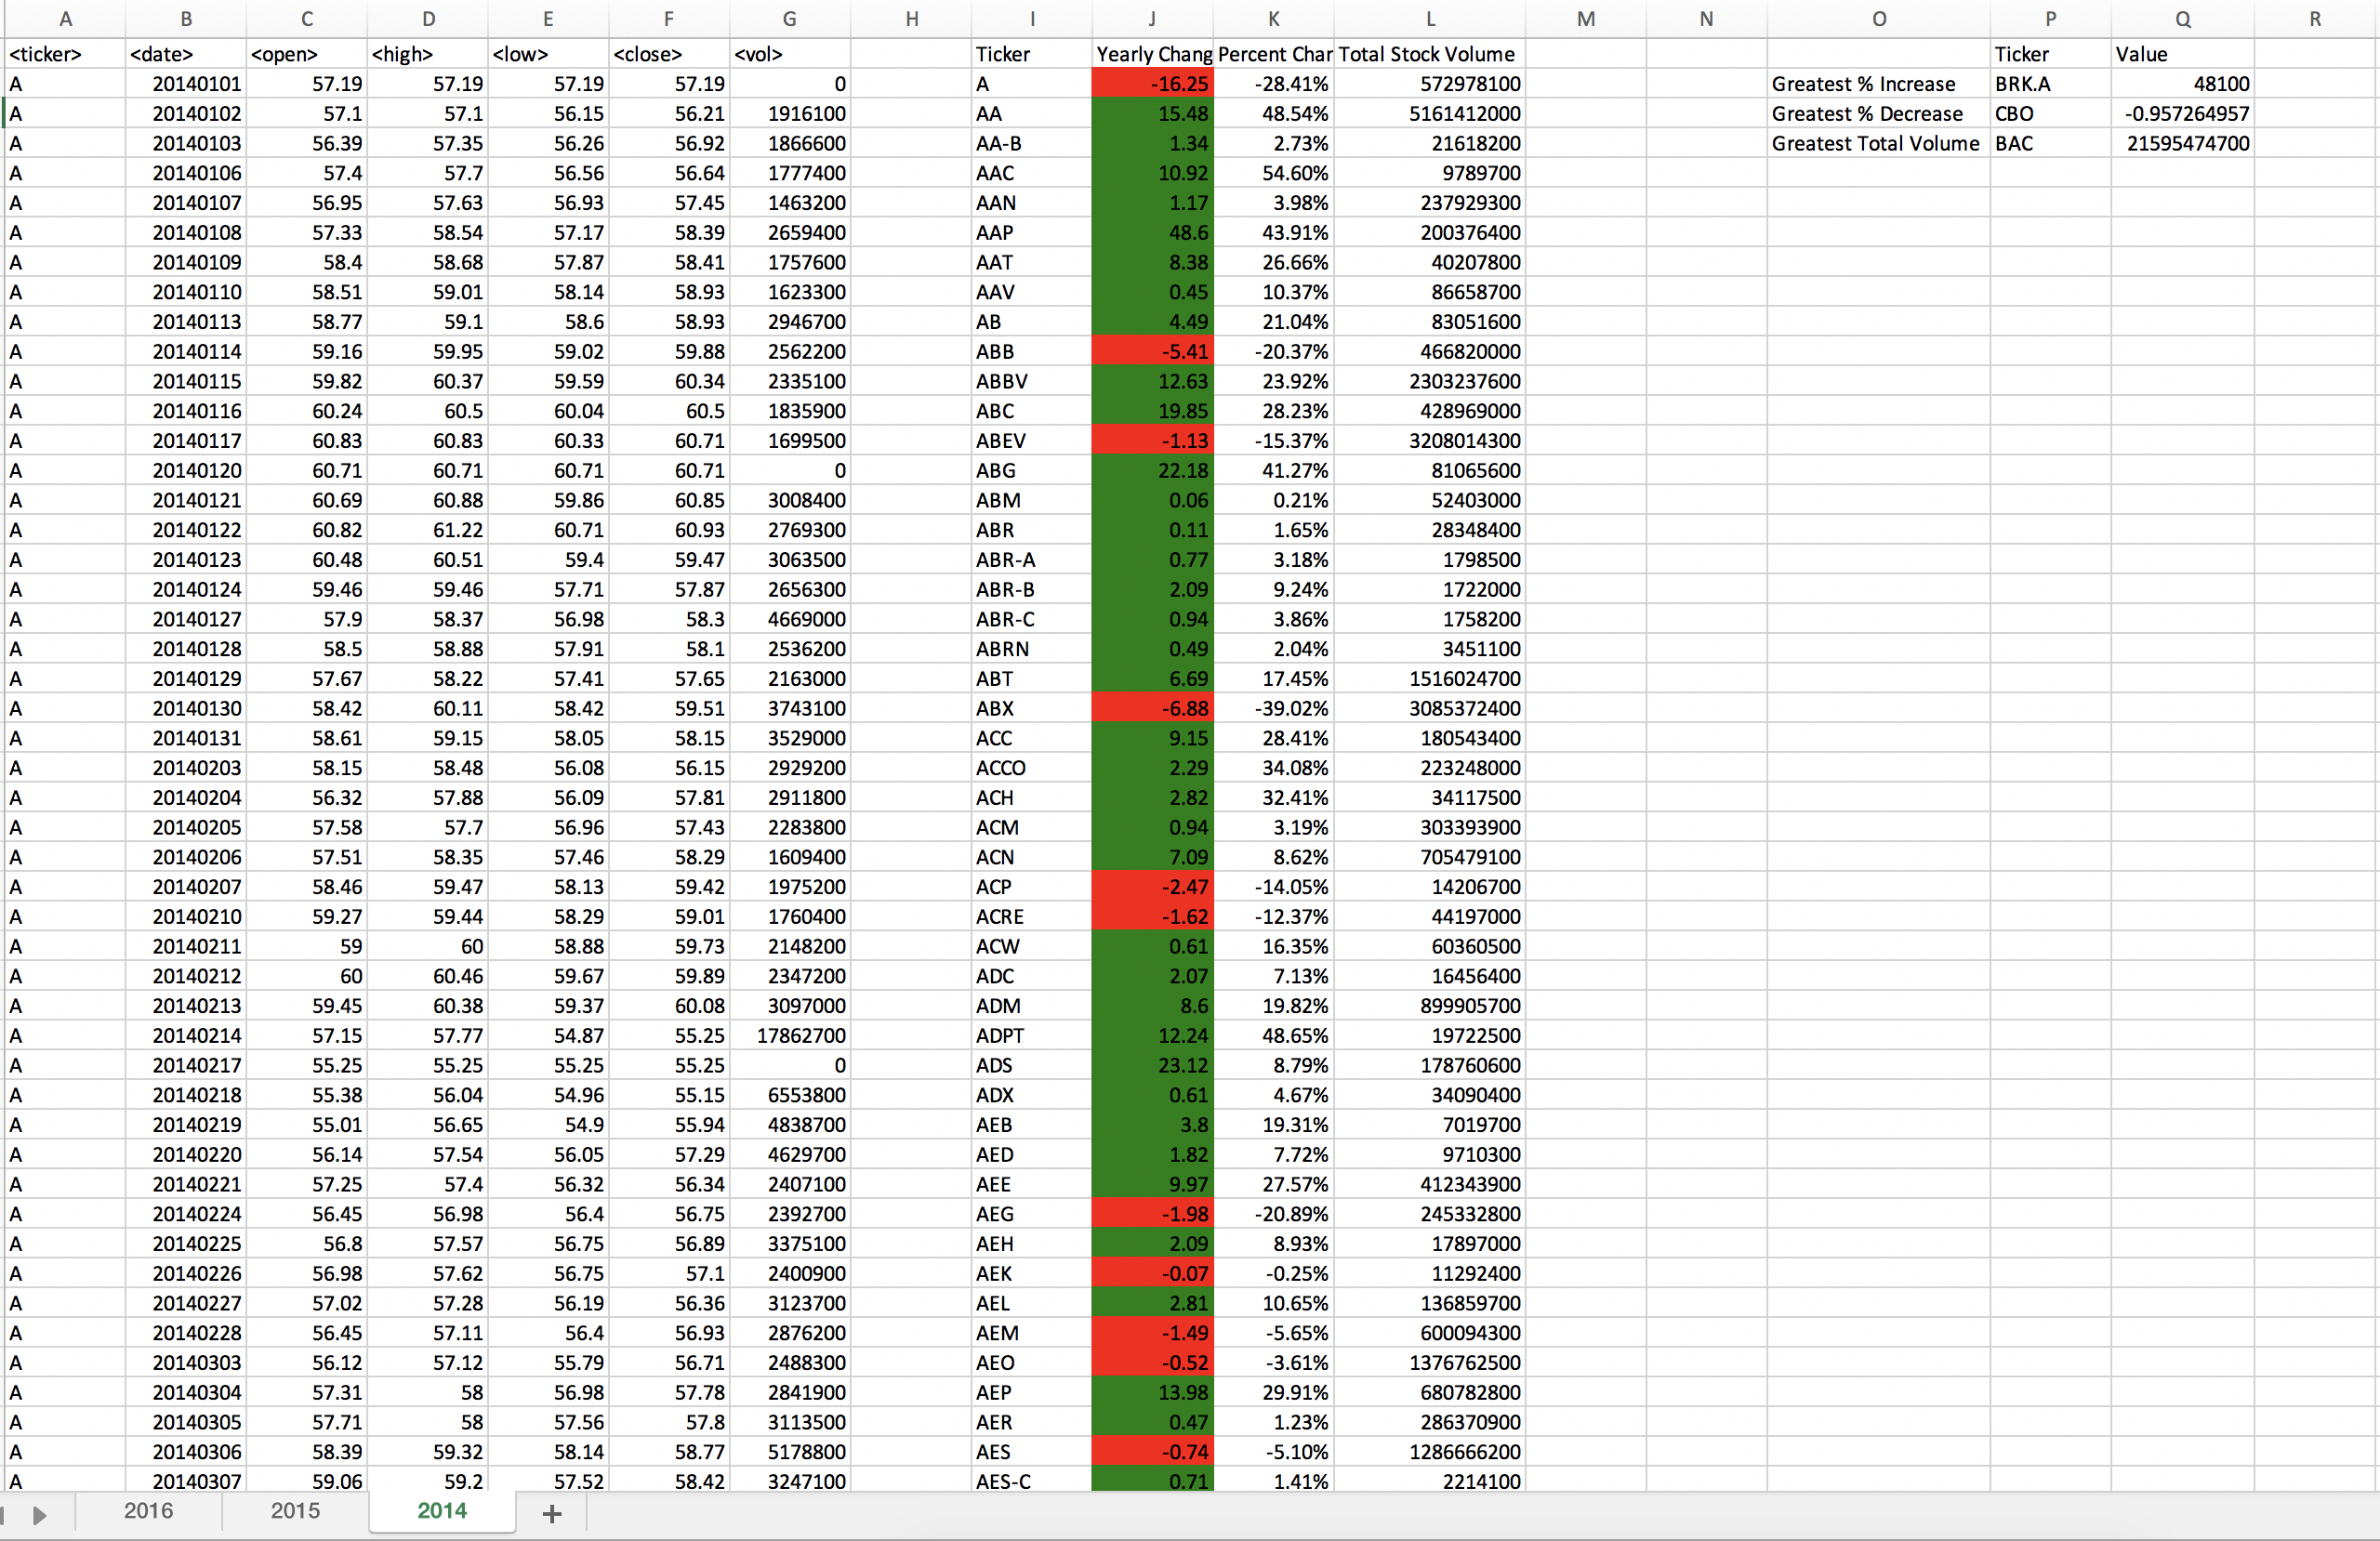 A B C D E F G H I J K L M N O P Q R
<ticker> <date> <open> <high> <low> <close> <vol> Ticker Yearly Chang Percent Char Total Stock Volume Ticker Value
A 20140101 57.19 57.19 57.19 57.19 0 A -16.25 -28.41% 572978100 Greatest % Increase BRK.A 48100
A 20140102 57.1 57.1 56.15 56.21 1916100 AA 15.48 48.54% 5161412000 Greatest % Decrease CBO -0.957264957
A 20140103 56.39 57.35 56.26 56.92 1866600 AA-B 1.34 2.73% 21618200 Greatest Total Volume BAC 21595474700
A 20140106 57.4 57.7 56.56 56.64 1777400 AAC 10.92 54.60% 9789700
A 20140107 56.95 57.63 56.93 57.45 1463200 AAN 1.17 3.98% 237929300
A 20140108 57.33 58.54 57.17 58.39 2659400 AAP 48.6 43.91% 200376400
A 20140109 58.4 58.68 57.87 58.41 1757600 AAT 8.38 26.66% 40207800
A 20140110 58.51 59.01 58.14 58.93 1623300 AAV 0.45 10.37% 86658700
A 20140113 58.77 59.1 58.6 58.93 2946700 AB 4.49 21.04% 83051600
A 20140114 59.16 59.95 59.02 59.88 2562200 ABB -5.41 -20.37% 466820000
A 20140115 59.82 60.37 59.59 60.34 2335100 ABBV 12.63 23.92% 2303237600
A 20140116 60.24 60.5 60.04 60.5 1835900 ABC 19.85 28.23% 428969000
A 20140117 60.83 60.83 60.33 60.71 1699500 ABEV -1.13 -15.37% 3208014300
A 20140120 60.71 60.71 60.71 60.71 0 ABG 22.18 41.27% 81065600
A 20140121 60.69 60.88 59.86 60.85 3008400 ABM 0.06 0.21% 52403000
A 20140122 60.82 61.22 60.71 60.93 2769300 ABR 0.11 1.65% 28348400
A 20140123 60.48 60.51 59.4 59.47 3063500 ABR-A 0.77 3.18% 1798500
A 20140124 59.46 59.46 57.71 57.87 2656300 ABR-B 2.09 9.24% 1722000
A 20140127 57.9 58.37 56.98 58.3 4669000 ABR-C 0.94 3.86% 1758200
A 20140128 58.5 58.88 57.91 58.1 2536200 ABRN 0.49 2.04% 3451100
A 20140129 57.67 58.22 57.41 57.65 2163000 ABT 6.69 17.45% 1516024700
A 20140130 58.42 60.11 58.42 59.51 3743100 ABX -6.88 -39.02% 3085372400
A 20140131 58.61 59.15 58.05 58.15 3529000 ACC 9.15 28.41% 180543400
A 20140203 58.15 58.48 56.08 56.15 2929200 ACCO 2.29 34.08% 223248000
A 20140204 56.32 57.88 56.09 57.81 2911800 ACH 2.82 32.41% 34117500
A 20140205 57.58 57.7 56.96 57.43 2283800 ACM 0.94 3.19% 303393900
A 20140206 57.51 58.35 57.46 58.29 1609400 ACN 7.09 8.62% 705479100
A 20140207 58.46 59.47 58.13 59.42 1975200 ACP -2.47 -14.05% 14206700
A 20140210 59.27 59.44 58.29 59.01 1760400 ACRE -1.62 -12.37% 44197000
A 20140211 59 60 58.88 59.73 2148200 ACW 0.61 16.35% 60360500
A 20140212 60 60.46 59.67 59.89 2347200 ADC 2.07 7.13% 16456400
A 20140213 59.45 60.38 59.37 60.08 3097000 ADM 8.6 19.82% 899905700
A 20140214 57.15 57.77 54.87 55.25 17862700 ADPT 12.24 48.65% 19722500
A 20140217 55.25 55.25 55.25 55.25 0 ADS 23.12 8.79% 178760600
A 20140218 55.38 56.04 54.96 55.15 6553800 ADX 0.61 4.67% 34090400
A 20140219 55.01 56.65 54.9 55.94 4838700 AEB 3.8 19.31% 7019700
A 20140220 56.14 57.54 56.05 57.29 4629700 AED 1.82 7.72% 9710300
A 20140221 57.25 57.4 56.32 56.34 2407100 AEE 9.97 27.57% 412343900
A 20140224 56.45 56.98 56.4 56.75 2392700 AEG -1.98 -20.89% 245332800
A 20140225 56.8 57.57 56.75 56.89 3375100 AEH 2.09 8.93% 17897000
A 20140226 56.98 57.62 56.75 57.1 2400900 AEK -0.07 -0.25% 11292400
A 20140227 57.02 57.28 56.19 56.36 3123700 AEL 2.81 10.65% 136859700
A 20140228 56.45 57.11 56.4 56.93 2876200 AEM -1.49 -5.65% 600094300
A 20140303 56.12 57.12 55.79 56.71 2488300 AEO -0.52 -3.61% 1376762500
A 20140304 57.31 58 56.98 57.78 2841900 AEP 13.98 29.91% 680782800
A 20140305 57.71 58 57.56 57.8 3113500 AER 0.47 1.23% 286370900
A 20140306 58.39 59.32 58.14 58.77 5178800 AES -0.74 -5.10% 1286666200
A 20140307 59.06 59.2 57.52 58.42 3247100 AES-C 0.71 1.41% 2214100
2016 2015 2014 +